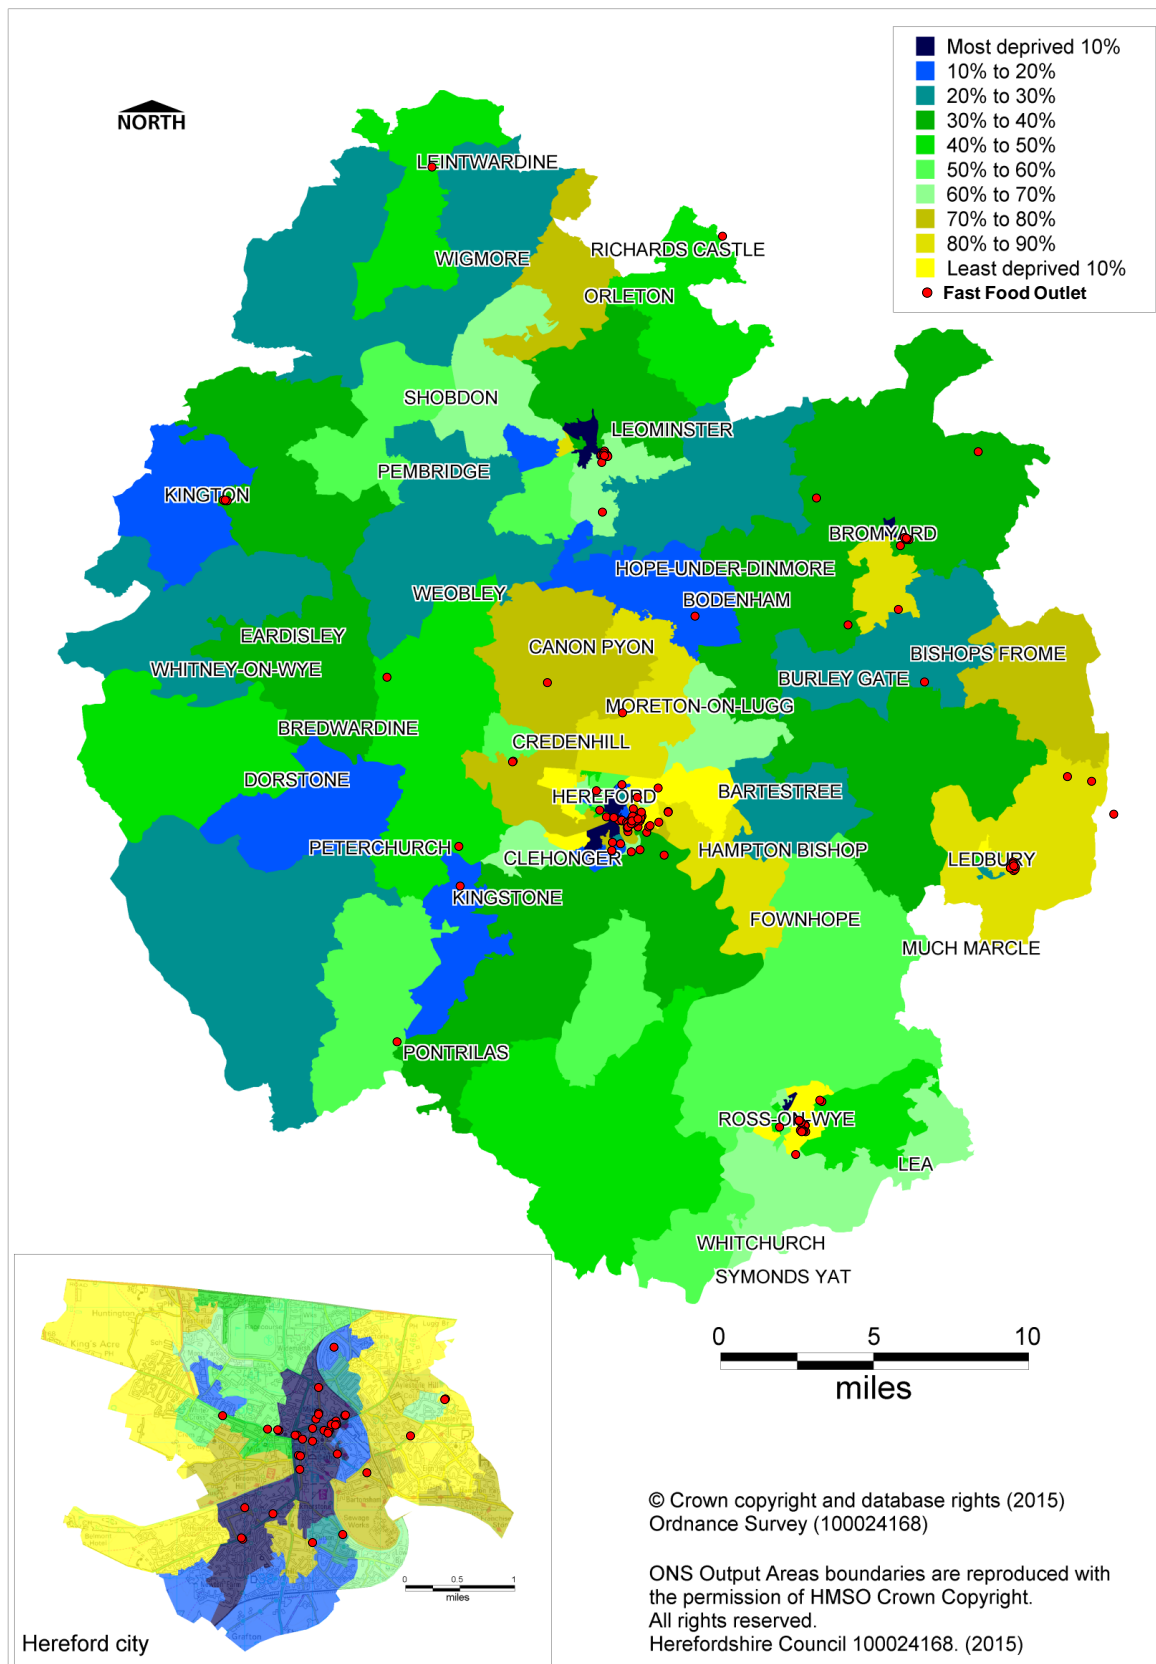 Most deprived 10%
10% to 20%
20% to 30%
30% to 40%
40% to 50%
50% to 60%
60% to 70%
70% to 80%
80% to 90%
Least deprived 10%
Fast Food Outlet
NORTH
LEINTWARDINE
WIGMORE
RICHARDS CASTLE
ORLETON
SHOBDON
LEOMINSTER
PEMBRIDGE
KINGTON
BROMYARD
HOPE-UNDER-DINMORE
WEOBLEY
BODENHAM
EARDISLEY
CANON PYON
BISHOPS FROME
WHITNEY-ON-WYE
BURLEY GATE
MORETON-ON-LUGG
BREDWARDINE
CREDENHILL
DORSTONE
HEREFORD
BARTESTREE
PETERCHURCH
CLEHONGER
HAMPTON BISHOP
LEDBURY
KINGSTONE
FOWNHOPE
MUCH MARCLE
PONTRILAS
ROSS-ON-WYE
LEA
WHITCHURCH
SYMONDS YAT
0 5 10
miles
Huntington
King's Acre
0 0.5 1
miles
Grafton
Hereford city
© Crown copyright and database rights (2015)
Ordnance Survey (100024168)
ONS Output Areas boundaries are reproduced with
the permission of HMSO Crown Copyright.
All rights reserved.
Herefordshire Council 100024168. (2015)